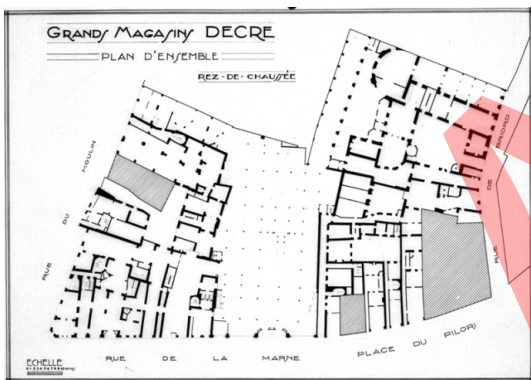 GRANDS MAGASINS DECRE
PLAN D'ENSEMBLE
REZ-DE-CHAUSSÉE
RUE DU MOULIN
RUE DE BRIORD
ECHELLE
RUE DE LA MARNE
PLACE DU PILORI